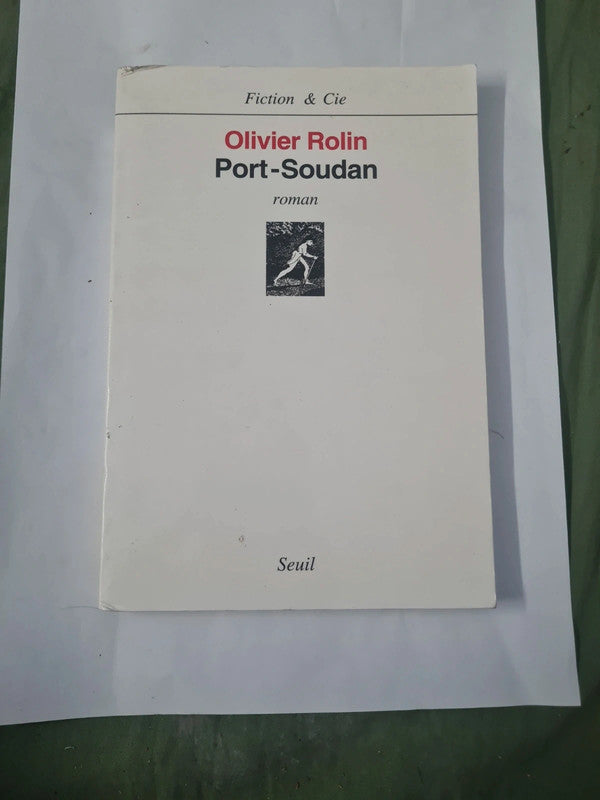 Fiction & Cie
Olivier Rolin
Port-Soudan
roman
Seuil